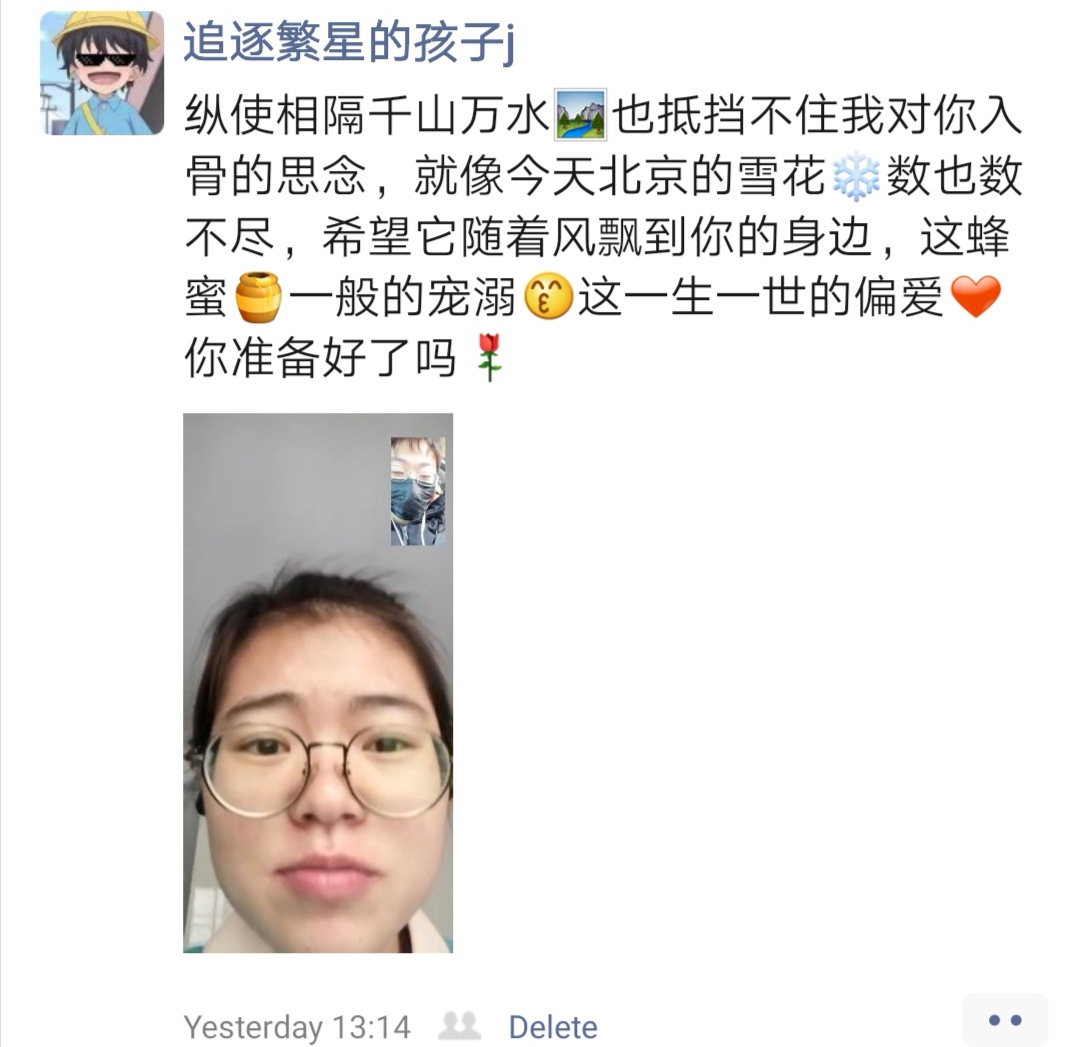 追逐繁星的孩子j
纵使相隔千山万水🏞️也抵挡不住我对你入
骨的思念，就像今天北京的雪花❄️数也数
不尽，希望它随着风飘到你的身边，这蜂
蜜🍯一般的宠溺😙这一生一世的偏爱❤️
你准备好了吗🌹
Yesterday 13:14 Delete